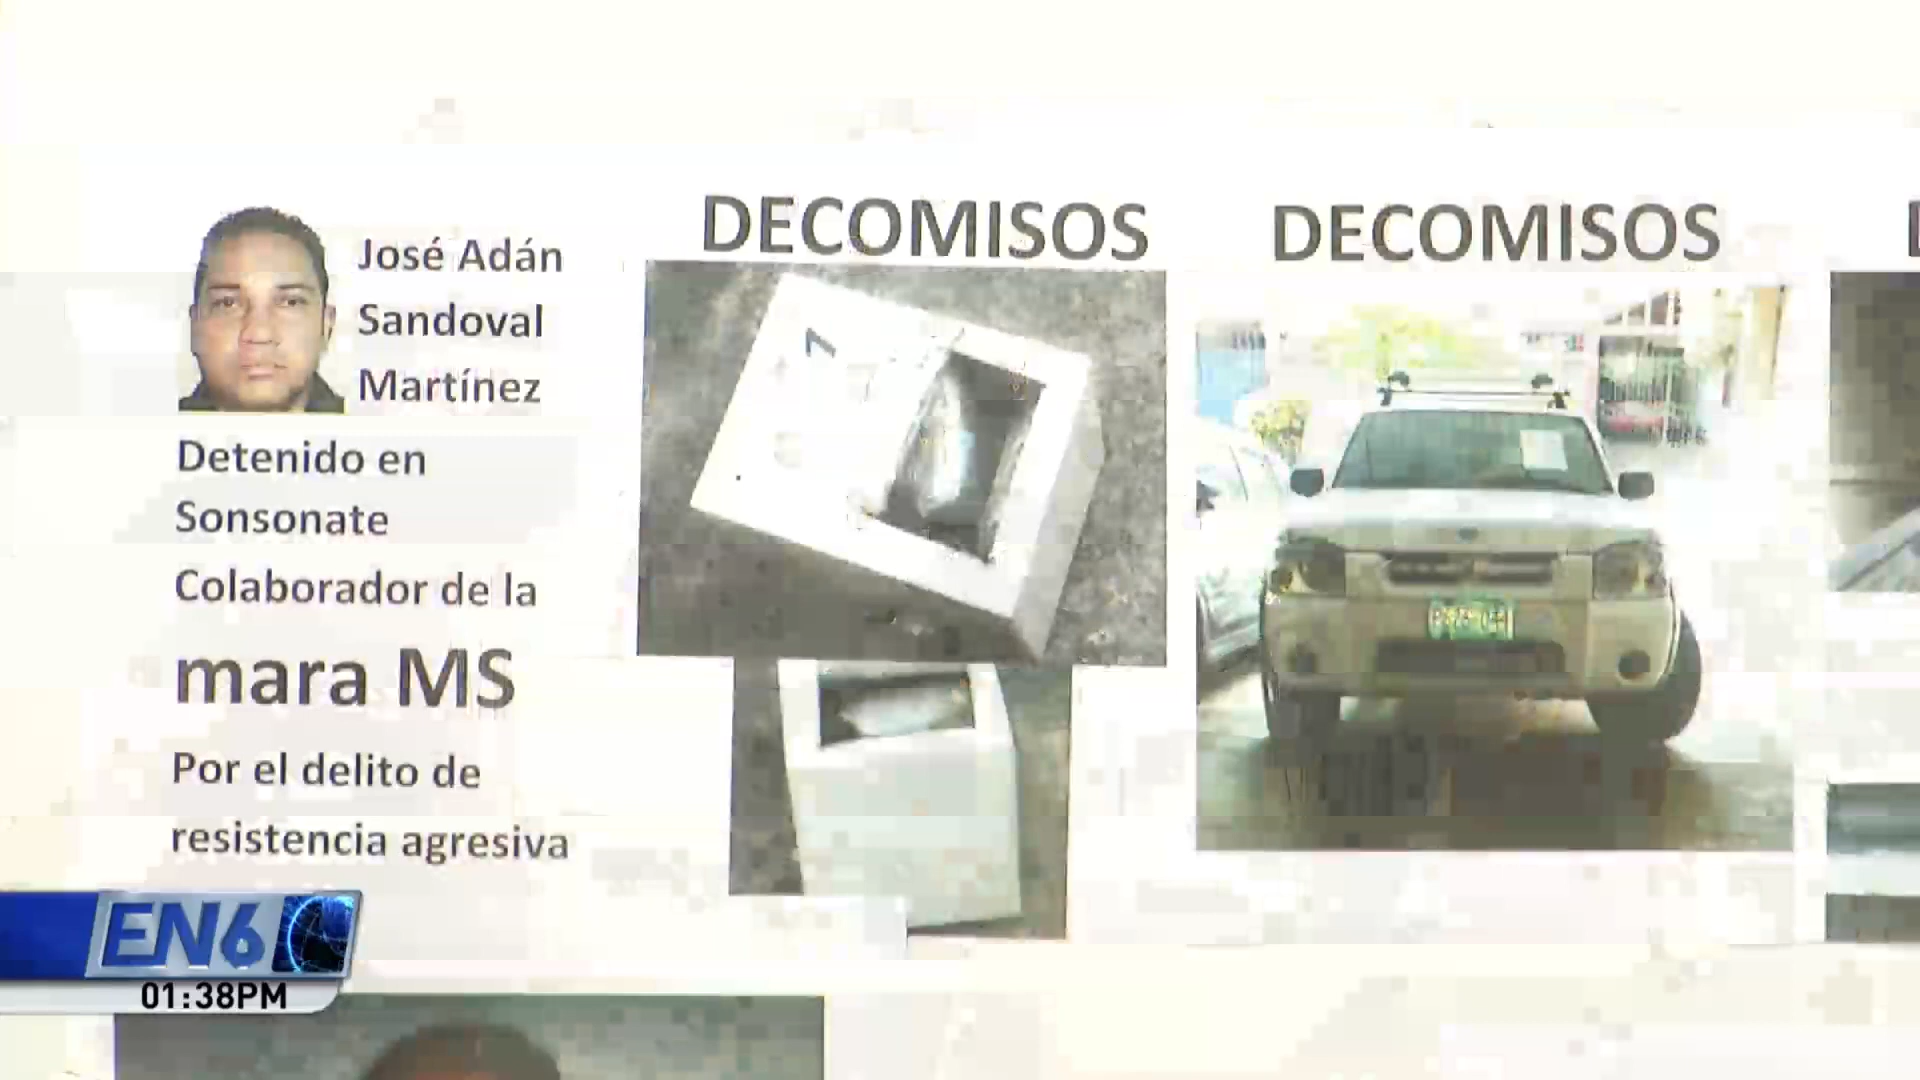 José Adán
Sandoval
Martínez
Detenido en
Sonsonate
Colaborador de la
mara MS
Por el delito de
resistencia agresiva
DECOMISOS
DECOMISOS
EN6
01:38PM